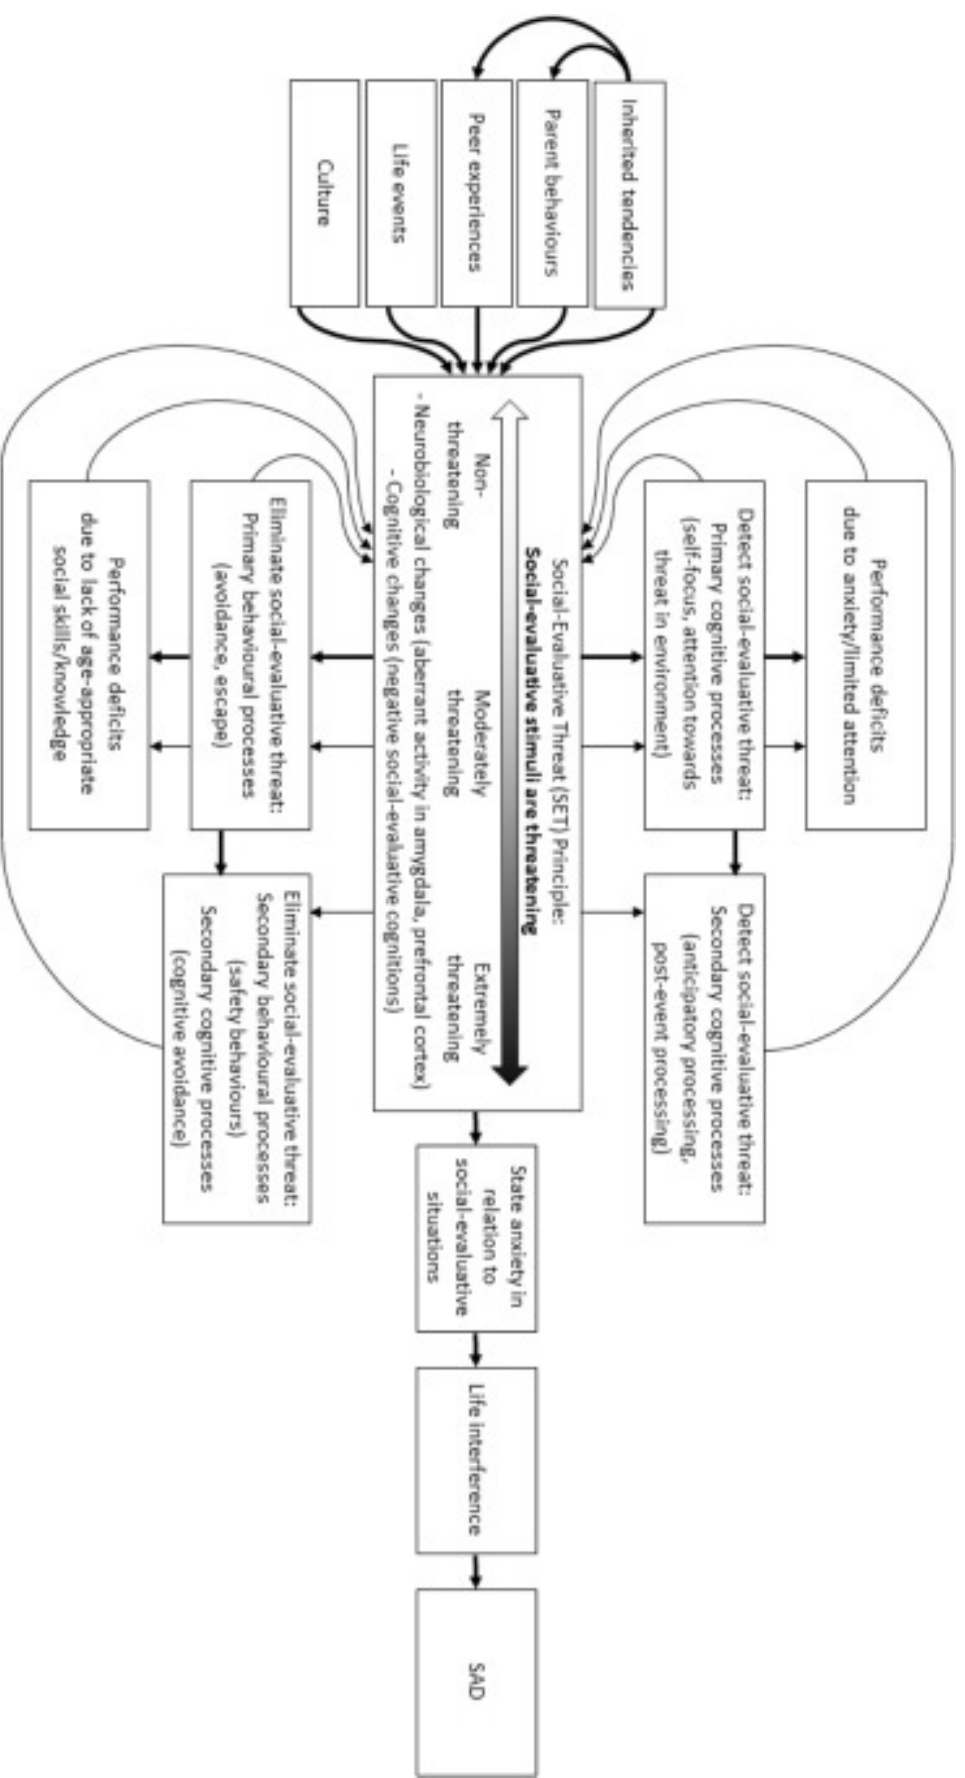 Inherited tendencies
Parent behaviours
Peer experiences
Life events
Culture
Performance deficits
due to anxiety/limited attention
Detect social-evaluative threat:
Primary cognitive processes
(self-focus, attention towards
threat in environment)
Detect social-evaluative threat:
Secondary cognitive processes
(anticipatory processing,
post-event processing)
Social-Evaluative Threat (SET) Principle:
Social-evaluative stimuli are threatening
Non-
threatening
Moderately
threatening
Extremely
threatening
- Neurobiological changes (aberrant activity in amygdala, prefrontal cortex)
- Cognitive changes (negative social-evaluative cognitions)
Eliminate social-evaluative threat:
Primary behavioural processes
(avoidance, escape)
Eliminate social-evaluative threat:
Secondary behavioural processes
(safety behaviours)
Secondary cognitive processes
(cognitive avoidance)
Performance deficits
due to lack of age-appropriate
social skills/knowledge
State anxiety in
relation to
social-evaluative
situations
Life interference
SAD